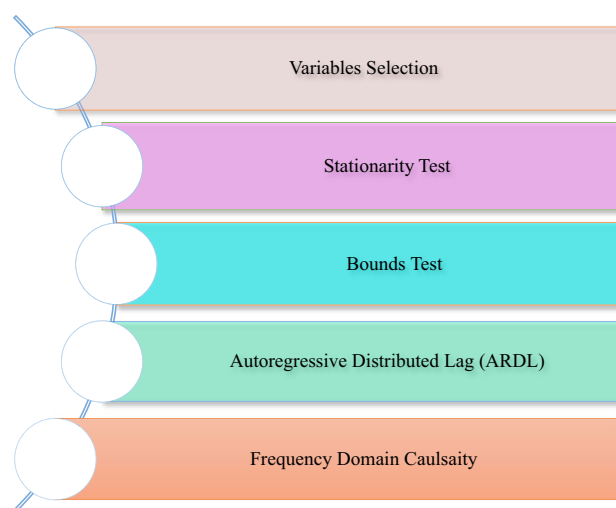 Variables Selection
Stationarity Test
Bounds Test
Autoregressive Distributed Lag (ARDL)
Frequency Domain Caulsaity